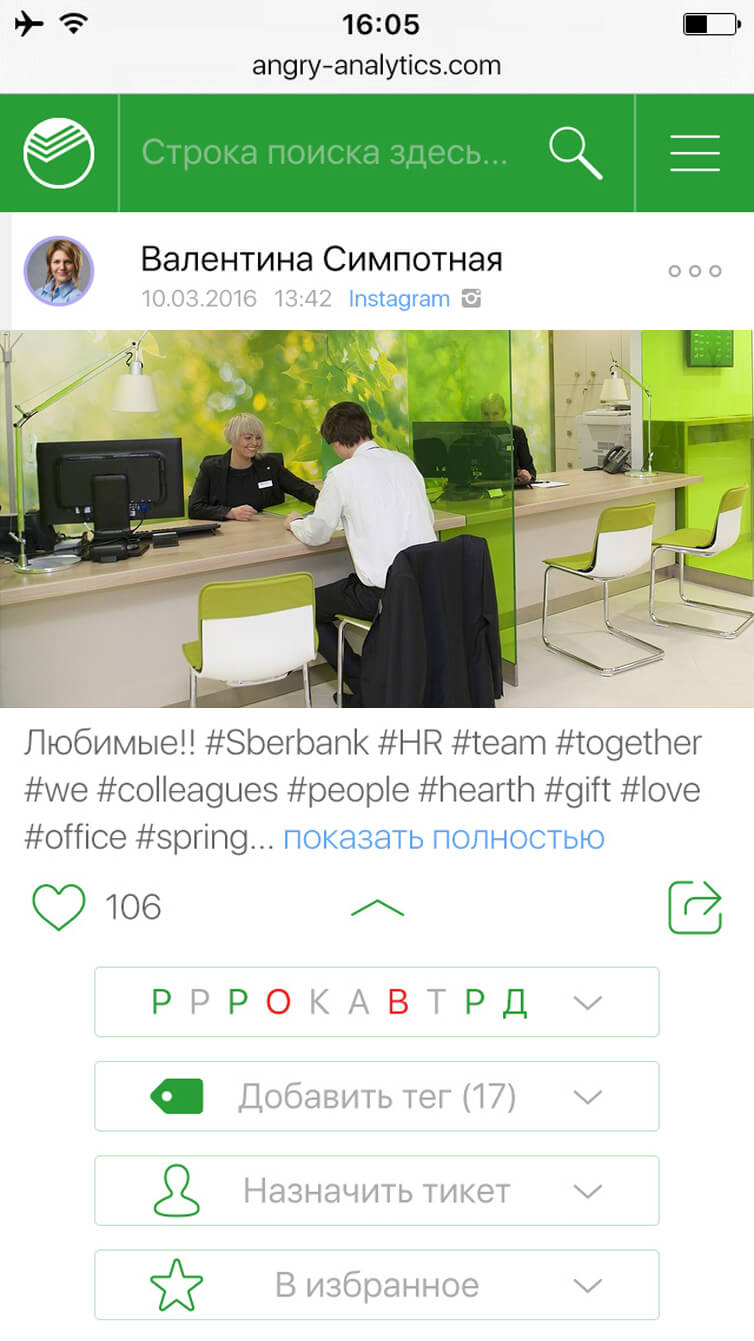 16:05
angry-analytics.com
Строка поиска здесь...
Валентина Симпотная
10.03.2016 13:42 Instagram
Любимые!! #Sberbank #HR #team #together
#we #colleagues #people #hearth #gift #love
#office #spring... показать полностью
106
Р Р Р О К А В Т Р Д
Добавить тег (17)
Назначить тикет
В избранное